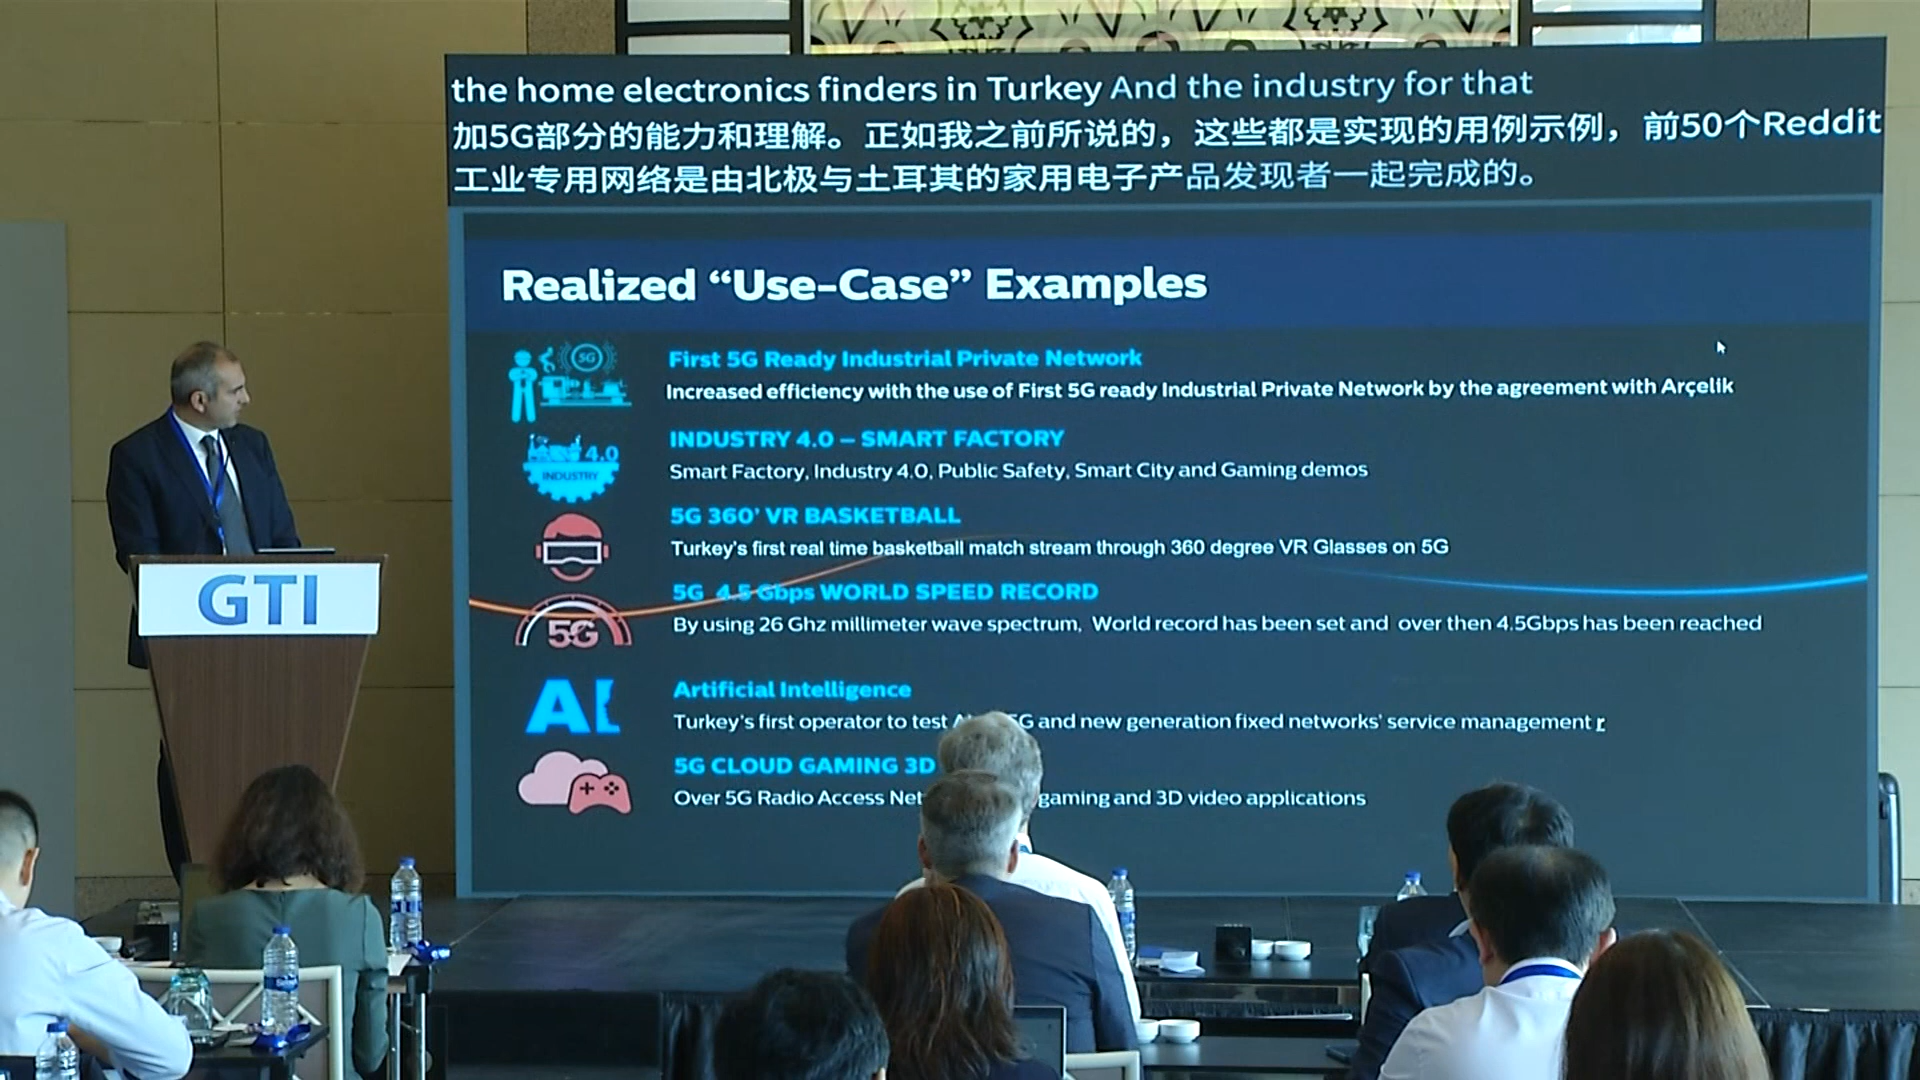 the home electronics finders in Turkey And the industry for that
加5G部分的能力和理解。正如我之前所说的，这些都是实现的用例示例，前50个Reddit
工业专用网络是由北极与土耳其的家用电子产品发现者一起完成的。
Realized “Use-Case” Examples
5G
First 5G Ready Industrial Private Network
Increased efficiency with the use of First 5G ready Industrial Private Network by the agreement with Arçelik
4.0
INDUSTRY
INDUSTRY 4.0 – SMART FACTORY
Smart Factory, Industry 4.0, Public Safety, Smart City and Gaming demos
5G 360’ VR BASKETBALL
Turkey’s first real time basketball match stream through 360 degree VR Glasses on 5G
5G
5G 4.5 Gbps WORLD SPEED RECORD
By using 26 Ghz millimeter wave spectrum, World record has been set and over then 4.5Gbps has been reached
AI
Artificial Intelligence
Turkey’s first operator to test and new generation fixed networks’ service management r
5G CLOUD GAMING 3D
Over 5G Radio Access gaming and 3D video applications
GTI